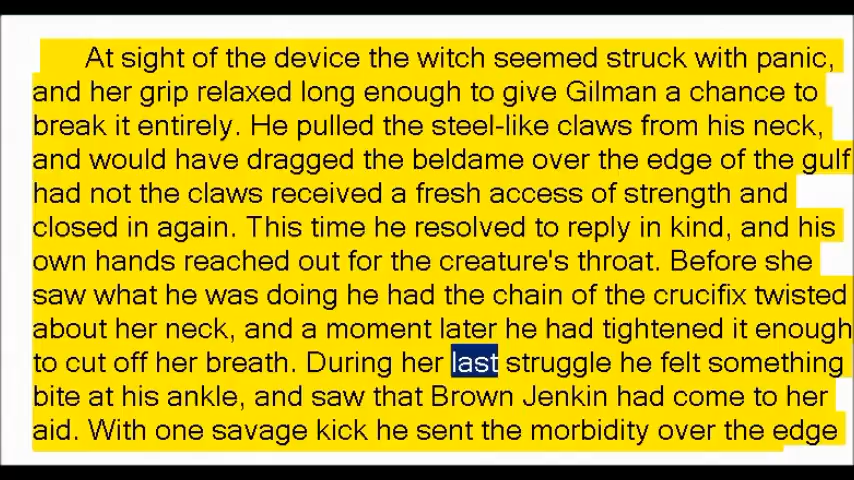 At sight of the device the witch seemed struck with panic,
and her grip relaxed long enough to give Gilman a chance to
break it entirely. He pulled the steel-like claws from his neck,
and would have dragged the beldame over the edge of the gulf
had not the claws received a fresh access of strength and
closed in again. This time he resolved to reply in kind, and his
own hands reached out for the creature's throat. Before she
saw what he was doing he had the chain of the crucifix twisted
about her neck, and a moment later he had tightened it enough
to cut off her breath. During her last struggle he felt something
bite at his ankle, and saw that Brown Jenkin had come to her
aid. With one savage kick he sent the morbidity over the edge